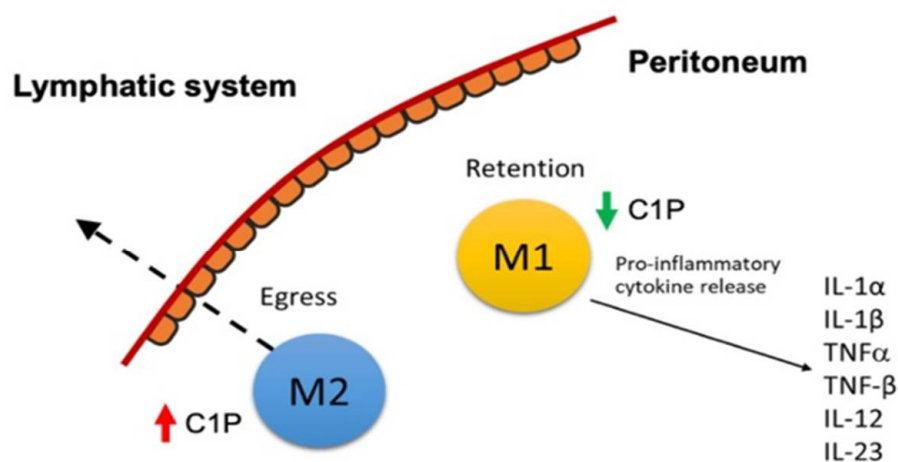 Lymphatic system
Peritoneum
Retention
C1P
M1
Pro-inflammatory
cytokine release
Egress
M2
C1P
IL-1α
IL-1β
TNFα
TNF-β
IL-12
IL-23